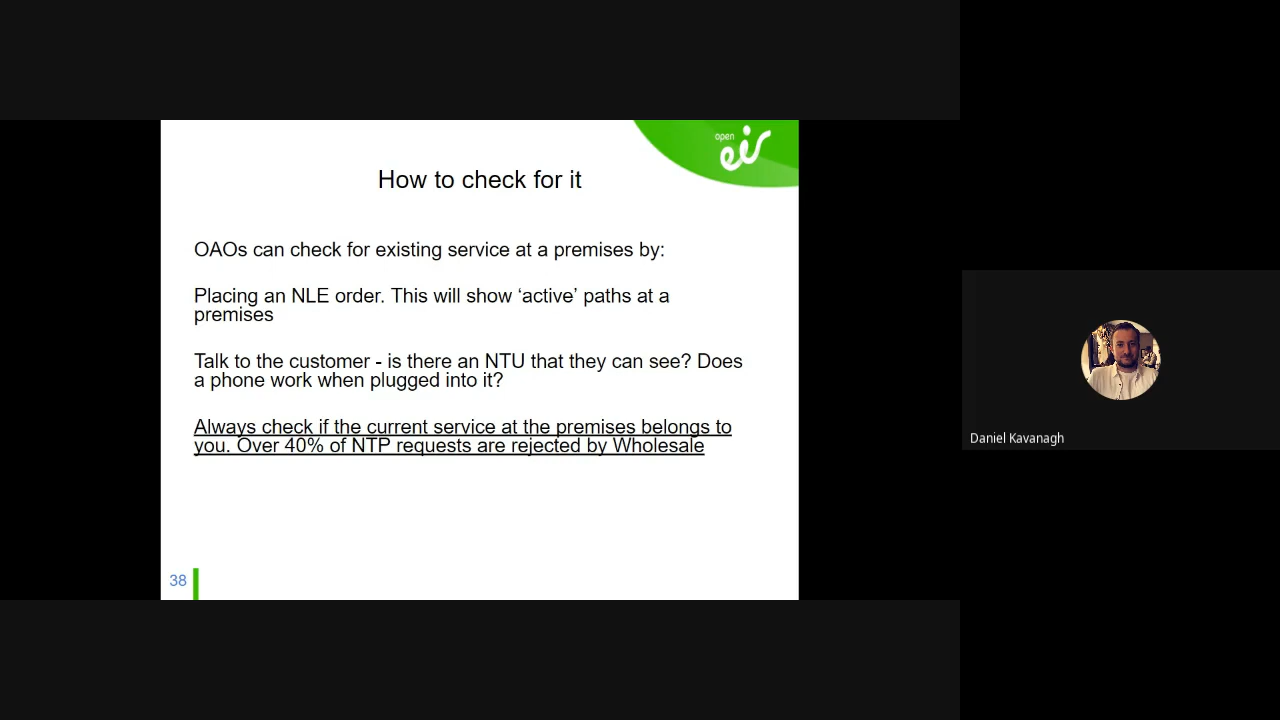 open
eir
How to check for it
OAOs can check for existing service at a premises by:
Placing an NLE order. This will show ‘active’ paths at a
premises
Talk to the customer - is there an NTU that they can see? Does
a phone work when plugged into it?
Always check if the current service at the premises belongs to
you. Over 40% of NTP requests are rejected by Wholesale
38
Daniel Kavanagh